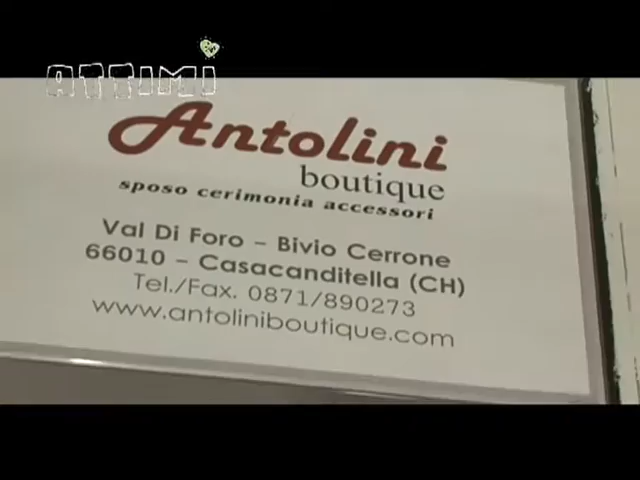 ATTIMI
Antolini
boutique
sposo cerimonia accessori
Val Di Foro - Bivio Cerrone
66010 - Casacanditella (CH)
Tel./Fax. 0871/890273
www.antoliniboutique.com